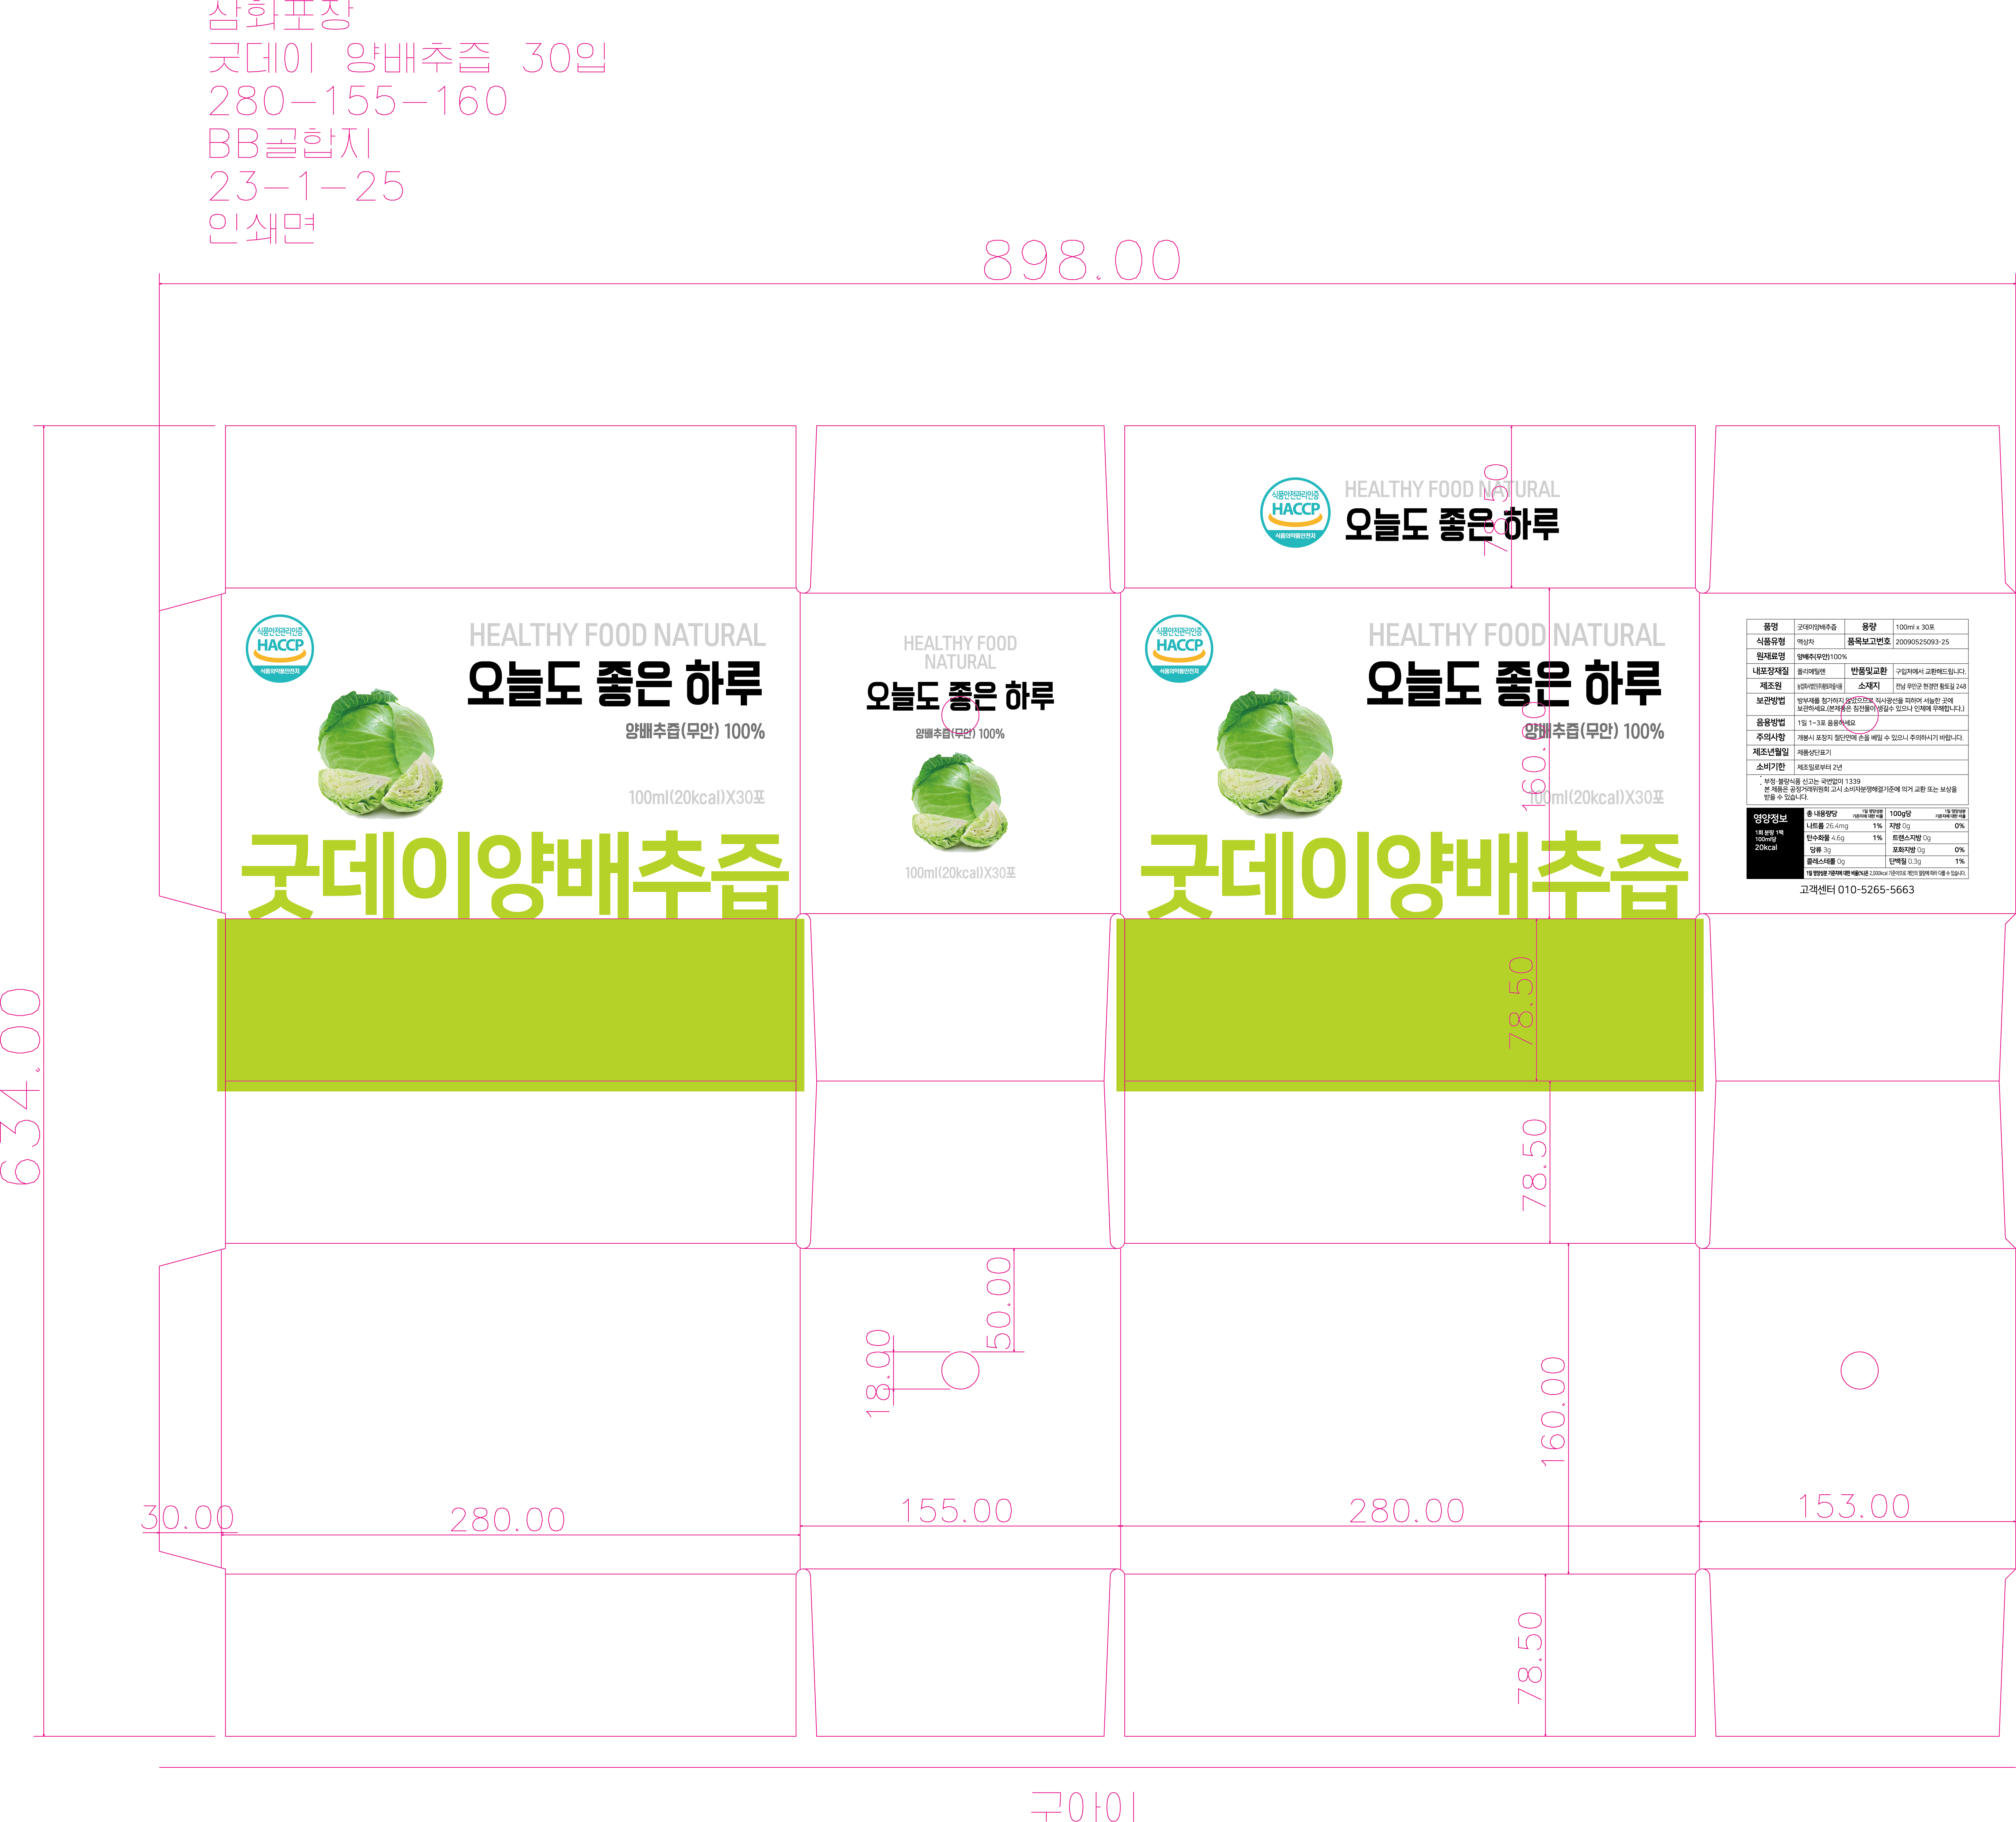 삼화포장
굿데이 양배추즙 30입
280-155-160
BB골합지
23-1-25
인쇄면
898.00
634.00
식품안전관리인증
HACCP
식품의약품안전처
HEALTHY FOOD NATURAL
오늘도 좋은 하루
78.50
식품안전관리인증
HACCP
식품의약품안전처
HEALTHY FOOD NATURAL
오늘도 좋은 하루
양배추즙(무안) 100%
100ml(20kcal)X30포
굿데이양배추즙
HEALTHY FOOD
NATURAL
오늘도 좋은 하루
양배추즙(무안) 100%
100ml(20kcal)X30포
식품안전관리인증
HACCP
식품의약품안전처
HEALTHY FOOD NATURAL
오늘도 좋은 하루
양배추즙(무안) 100%
160.00
100ml(20kcal)X30포
굿데이양배추즙
품명 굿데이양배추즙 용량 100ml x 30포
식품유형 액상차 품목보고번호 20090525093-25
원재료명 양배추(무안)100%
내포장재질 폴리에틸렌 반품및교환 구입처에서 교환해드립니다.
제조원 소재지 전남 무안군 현경면 황토길 248
보관방법 방부제를 첨가하지 않았으므로 직사광선을 피하여 서늘한 곳에
보관하세요.(본제품은 침전물이 생길수 있으나 인체에 무해합니다.)
음용방법 1일 1~3포 음용하세요
주의사항 개봉시 포장지 절단면에 손을 베일 수 있으니 주의하시기 바랍니다.
제조년월일 제품상단표기
소비기한 제조일로부터 2년
· 부정·불량식품 신고는 국번없이 1339
· 본 제품은 공정거래위원회 고시 소비자분쟁해결기준에 의거 교환 또는 보상을
받을 수 있습니다.
영양정보
1회 분량 1팩
100ml당
20kcal
총 내용량당 1일 영양성분 기준치에 대한 비율 100g당 1일 영양성분 기준치에 대한 비율
나트륨 26.4mg 1% 지방 0g 0%
탄수화물 4.6g 1% 트랜스지방 0g
당류 3g 포화지방 0g 0%
콜레스테롤 0g 단백질 0.3g 1%
1일 영양성분 기준치에 대한 비율(%)은 2,000kcal 기준이므로 개인의 열량에 따라 다를 수 있습니다.
고객센터 010-5265-5663
78.50
78.50
50.00
18.00
160.00
30.00
280.00
155.00
280.00
153.00
78.50
구아이